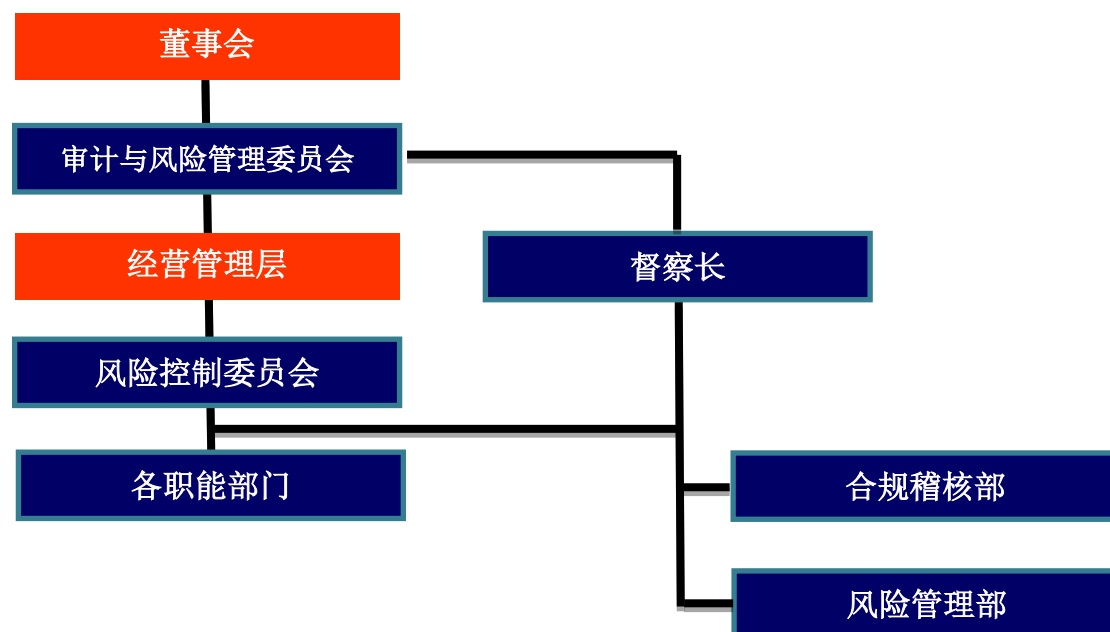 董事会
审计与风险管理委员会
经营管理层
督察长
风险控制委员会
各职能部门
合规稽核部
风险管理部